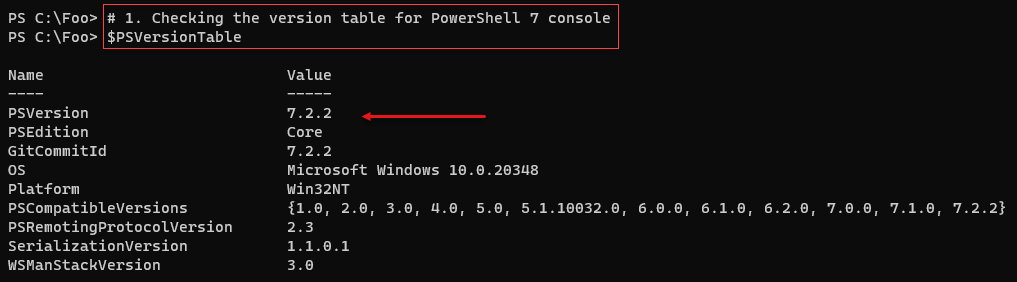 PS C:\Foo> # 1. Checking the version table for PowerShell 7 console
PS C:\Foo> $PSVersionTable
Name                           Value
----                           -----
PSVersion                      7.2.2
PSEdition                      Core
GitCommitId                    7.2.2
OS                             Microsoft Windows 10.0.20348
Platform                       Win32NT
PSCompatibleVersions           {1.0, 2.0, 3.0, 4.0, 5.0, 5.1.10032.0, 6.0.0, 6.1.0, 6.2.0, 7.0.0, 7.1.0, 7.2.2}
PSRemotingProtocolVersion      2.3
SerializationVersion           1.1.0.1
WSManStackVersion              3.0